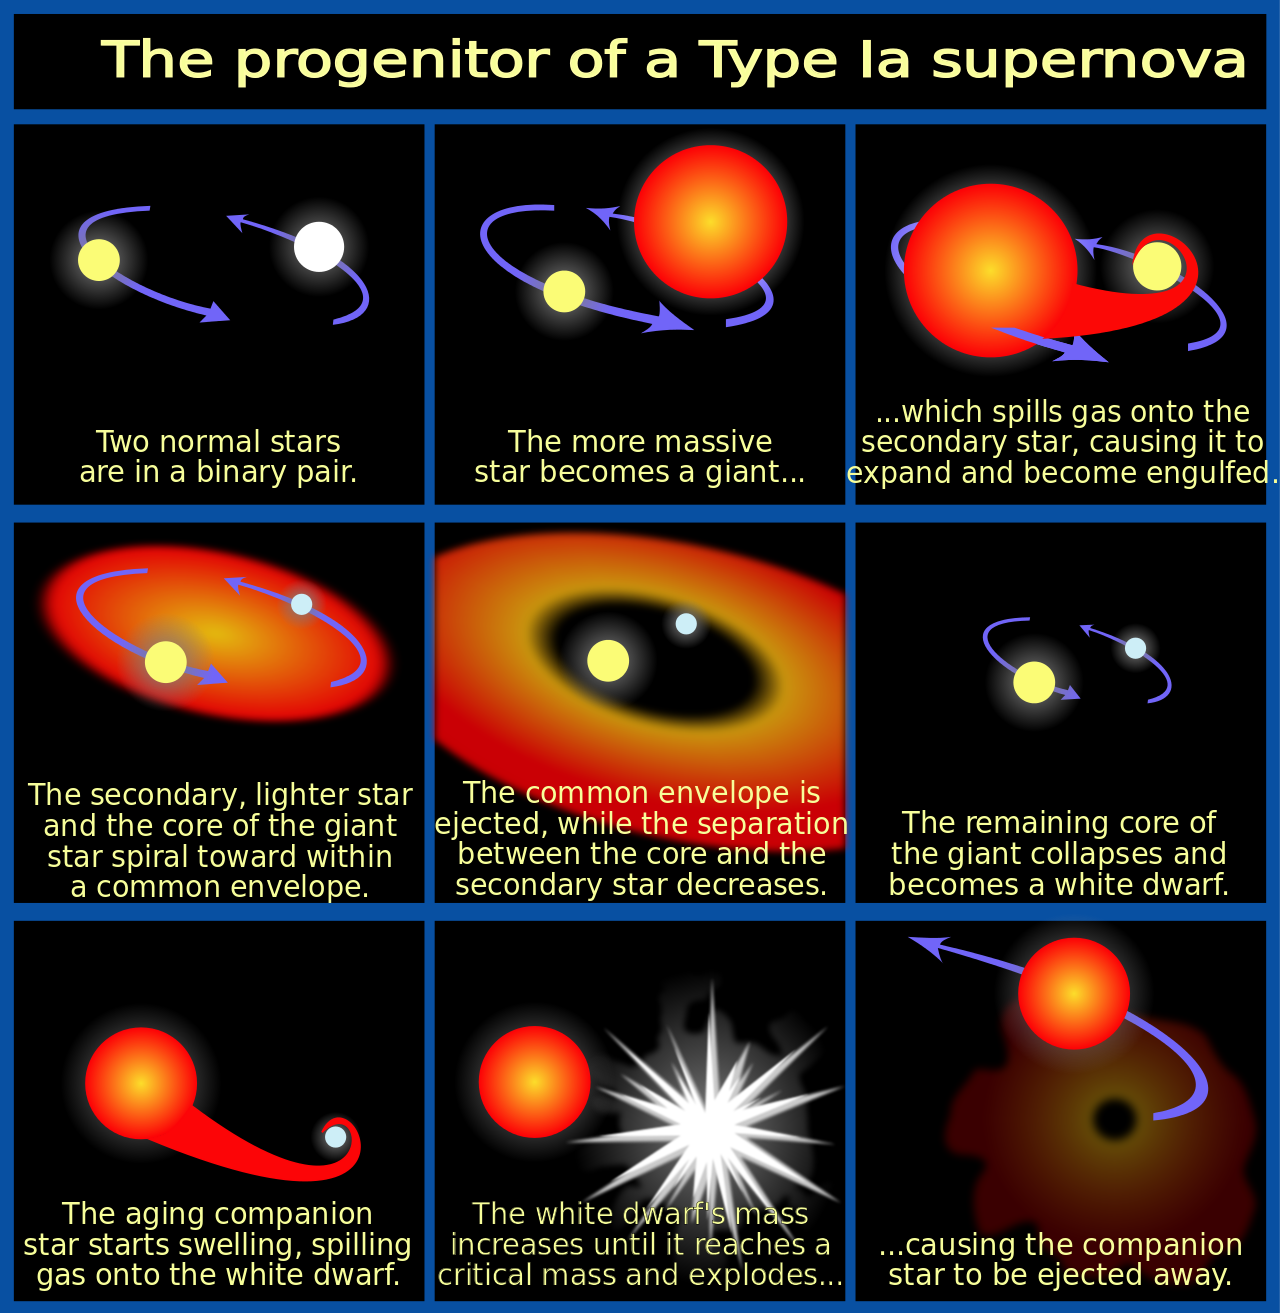 The progenitor of a Type Ia supernova
Two normal stars
are in a binary pair.
The more massive
star becomes a giant...
...which spills gas onto the
secondary star, causing it to
expand and become engulfed.
The secondary, lighter star
and the core of the giant
star spiral toward within
a common envelope.
The common envelope is
ejected, while the separation
between the core and the
secondary star decreases.
The remaining core of
the giant collapses and
becomes a white dwarf.
The aging companion
star starts swelling, spilling
gas onto the white dwarf.
The white dwarf's mass
increases until it reaches a
critical mass and explodes...
...causing the companion
star to be ejected away.